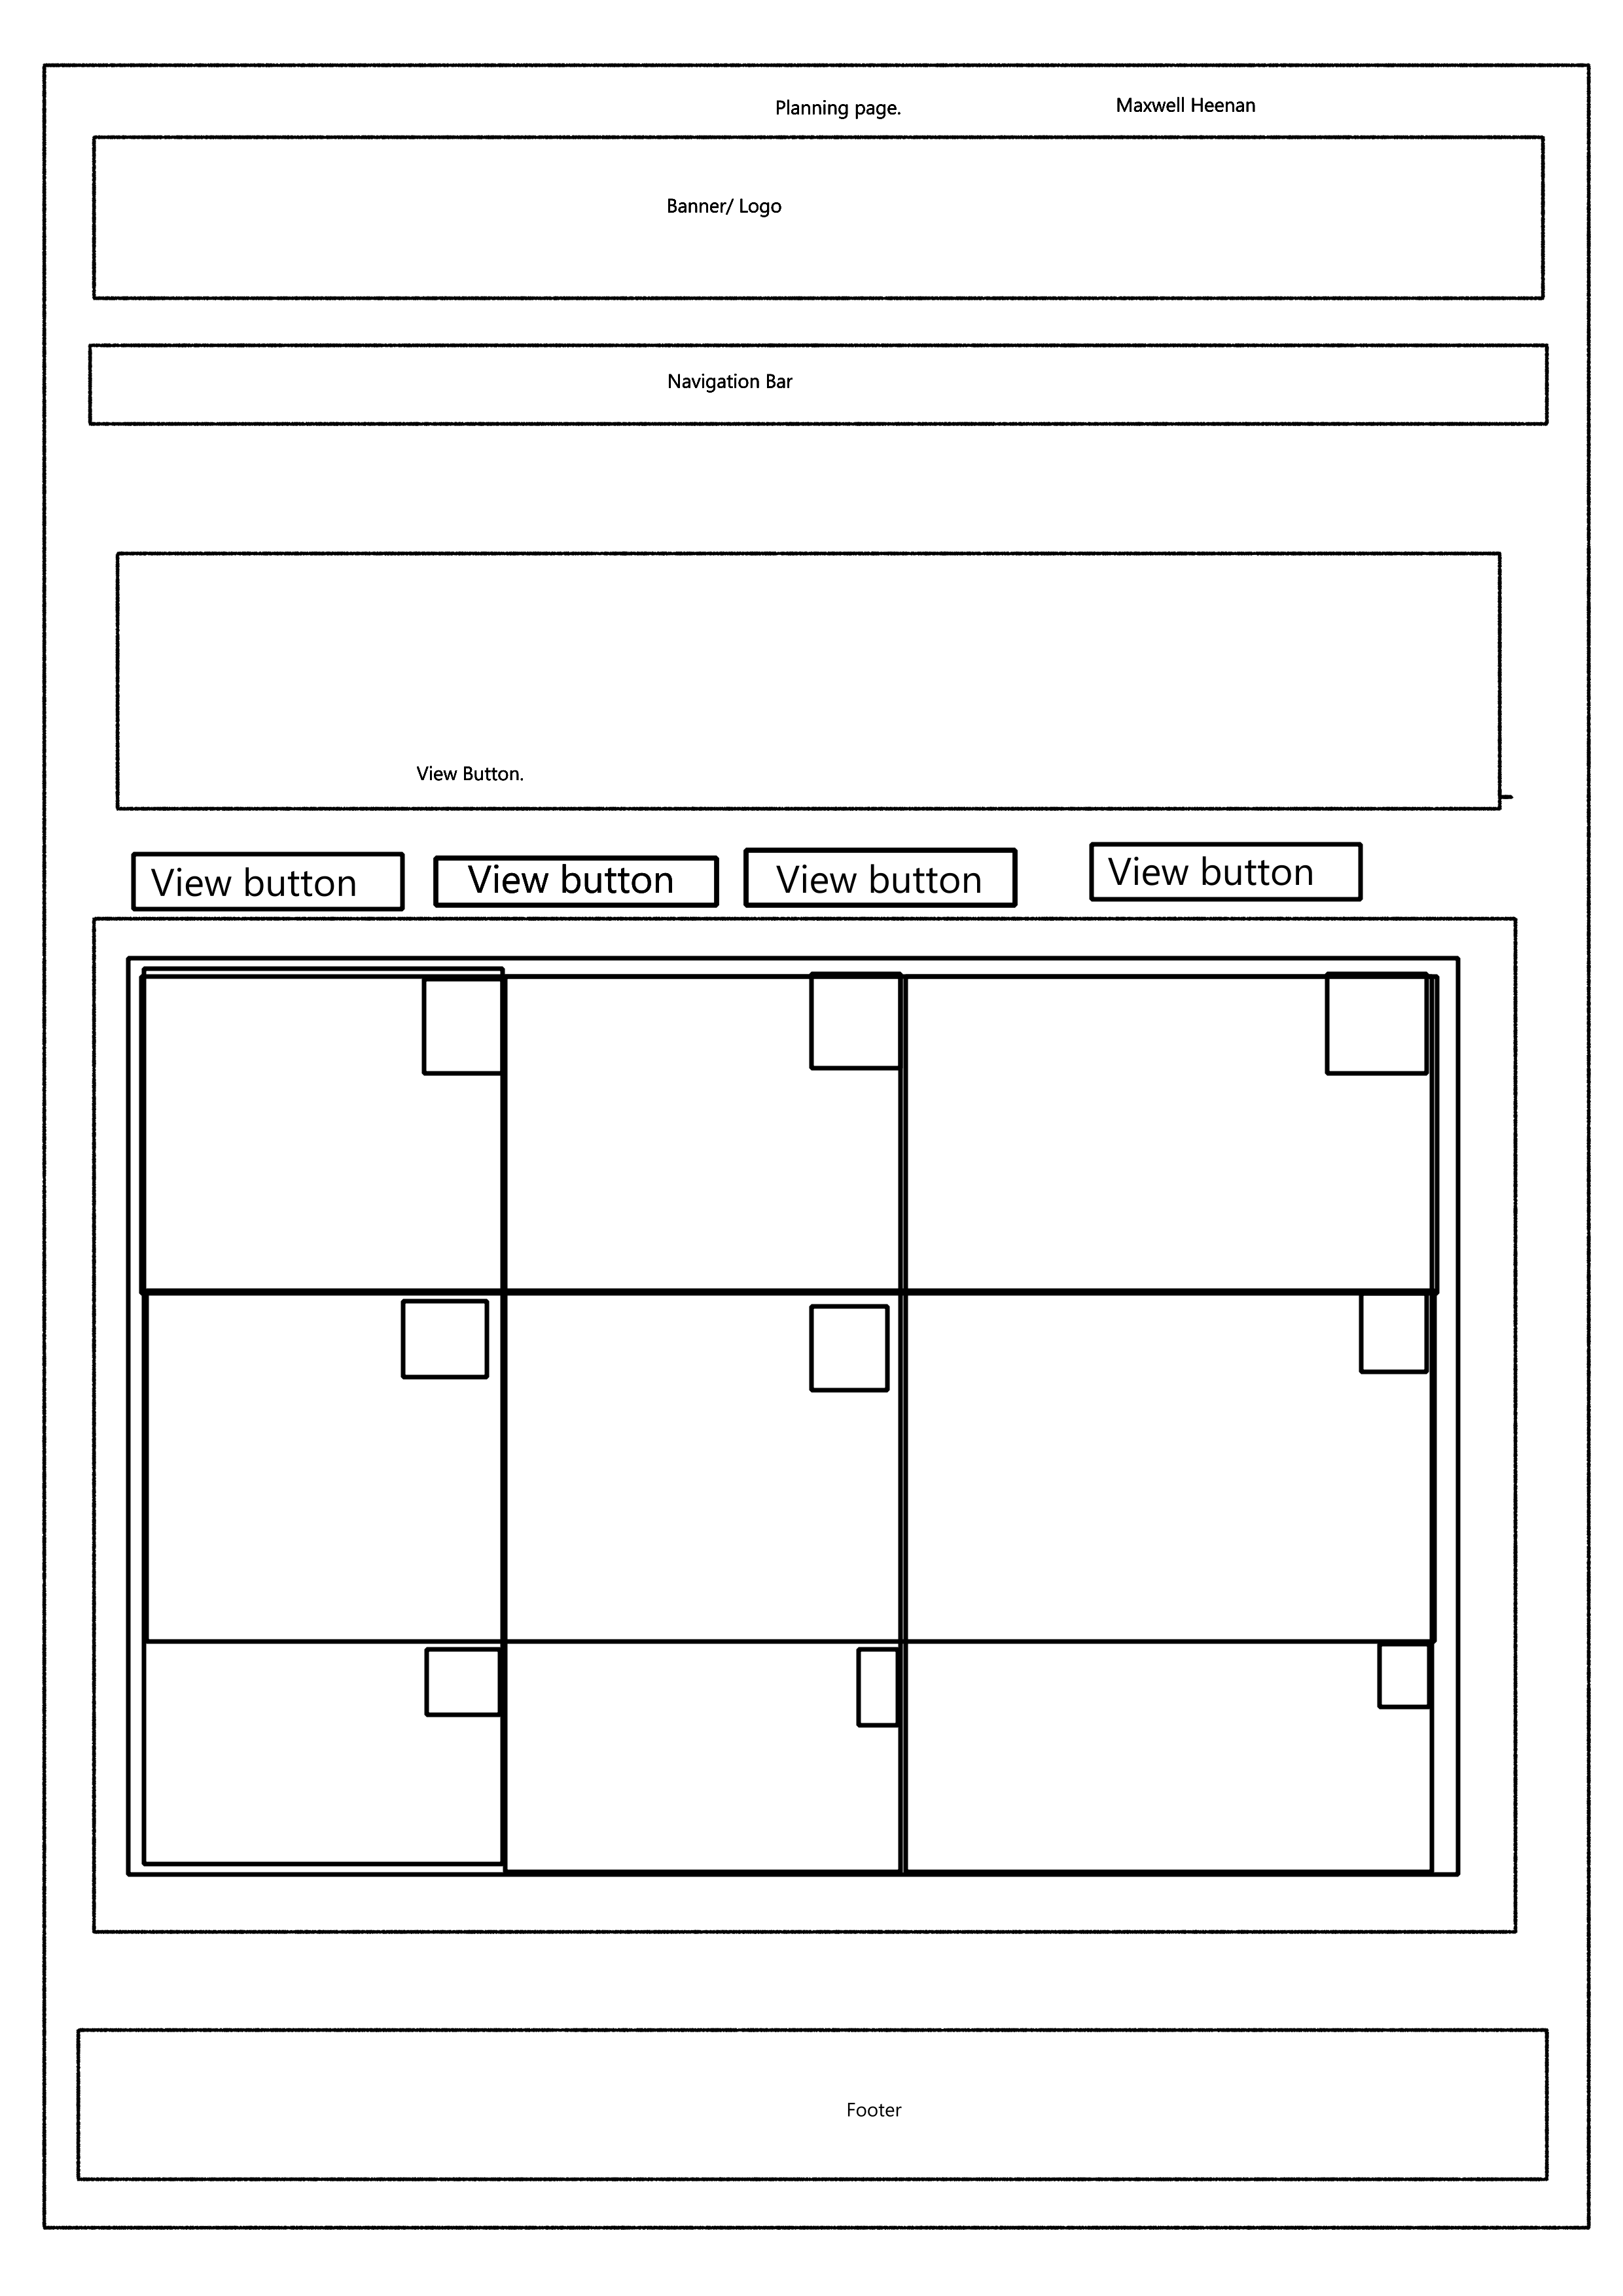 Planning page.
Maxwell Heenan
Banner/ Logo
Navigation Bar
View Button.
View button
View button
View button
View button
Footer